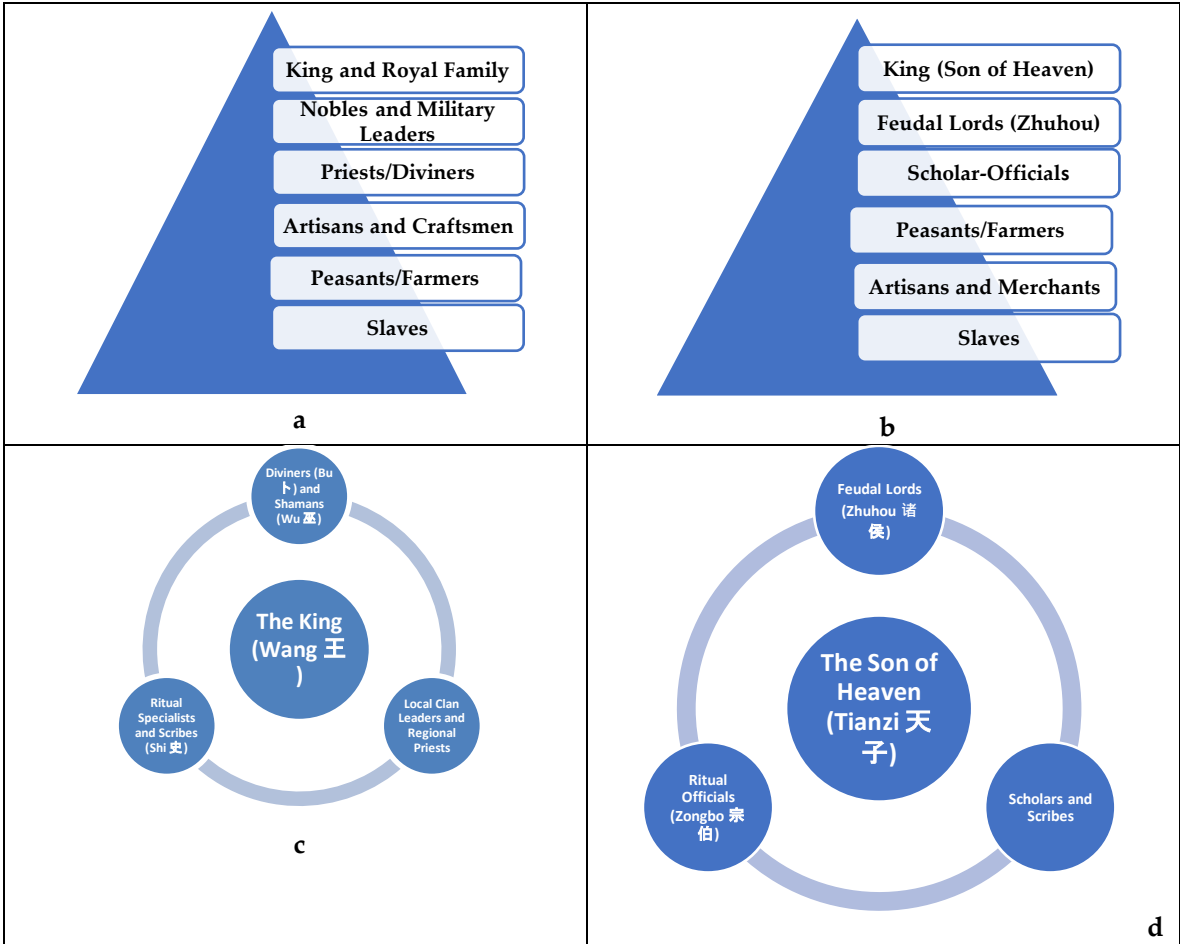 King and Royal Family
Nobles and Military
Leaders
Priests/Diviners
Artisans and Craftsmen
Peasants/Farmers
Slaves
a
King (Son of Heaven)
Feudal Lords (Zhuhou)
Scholar-Officials
Peasants/Farmers
Artisans and Merchants
Slaves
b
Diviners (Bu
卜) and
Shamans
(Wu 巫)
The King
(Wang 王
)
Ritual
Specialists
and Scribes
(Shi 史)
Local Clan
Leaders and
Regional
Priests
c
Feudal Lords
(Zhuhou 诸
侯)
The Son of
Heaven
(Tianzi 天
子)
Ritual
Officials
(Zongbo 宗
伯)
Scholars and
Scribes
d